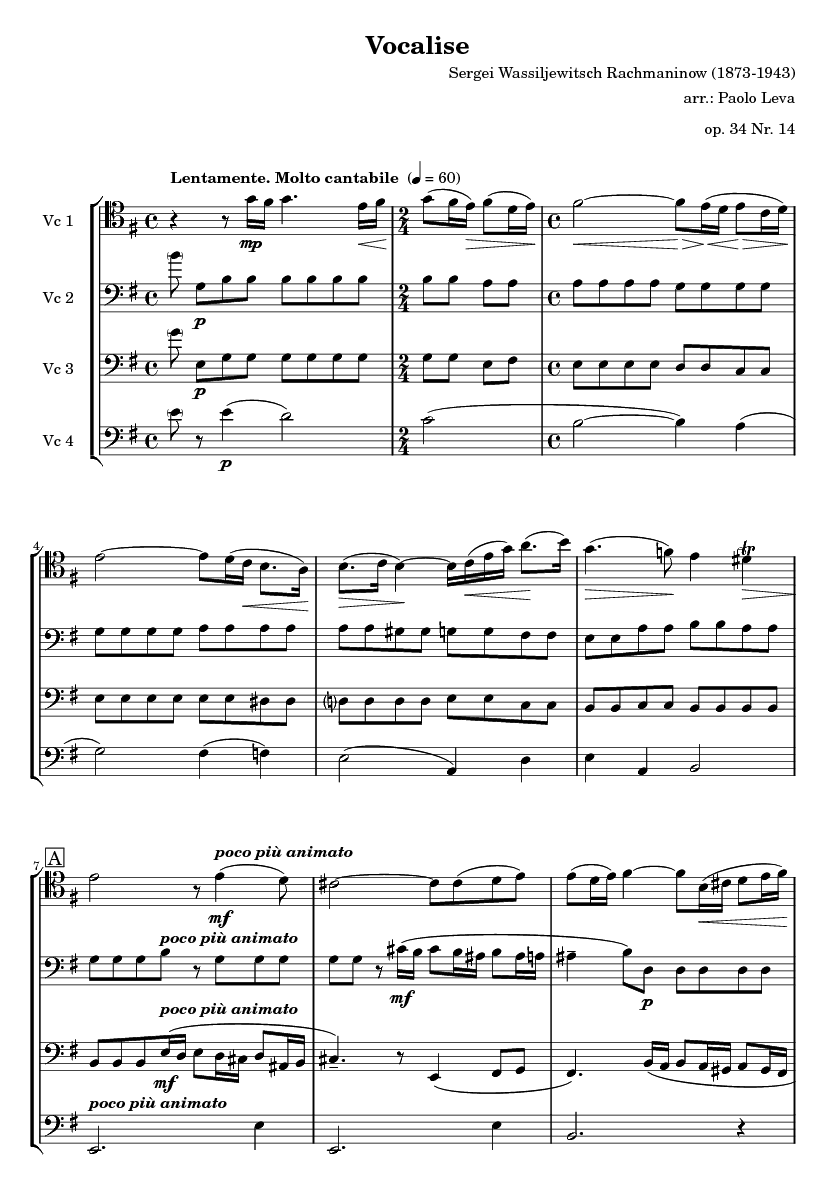 Vocalise
Sergei Wassiljewitsch Rachmaninow (1873-1943)
arr.: Paolo Leva
op. 34 Nr. 14
Lentamente. Molto cantabile (♩ = 60)
Vc 1
mp
Vc 2
p
Vc 3
p
Vc 4
p
4
tr
7
A
poco più animato
mf
poco più animato
mf
p
poco più animato
mf
poco più animato